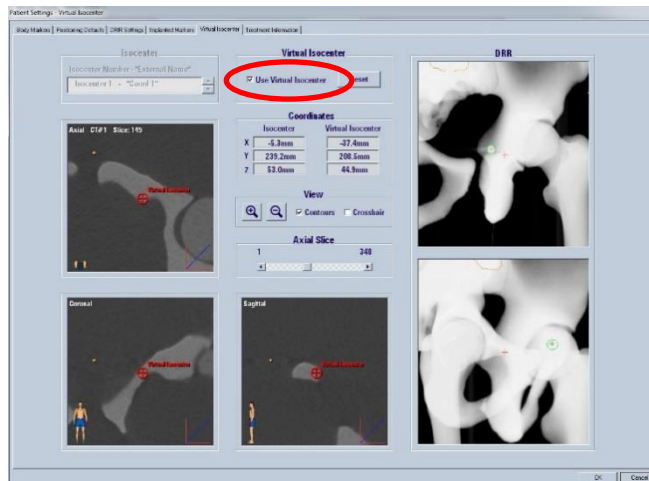 Patient Settings - Virtual Isocenter
Body Markers | Positioning Defaults | DRR Settings | Implanted Markers | Virtual Isocenter | Treatment Information
Isocenter
Isocenter Number - "External Name"
Isocenter 1 - "Coord 1"
Virtual Isocenter
Use Virtual Isocenter
Reset
DRR
Coordinates
Isocenter Virtual Isocenter
X -5.3mm -37.4mm
Y 239.2mm 208.5mm
Z 53.0mm 44.9mm
View
Contours Crosshair
Axial Slice
1 340
Axial CT#1 Slice: 145
Virtual Isocenter
Coronal
Virtual Isocenter
Sagittal
Virtual Isocenter
OK Cancel